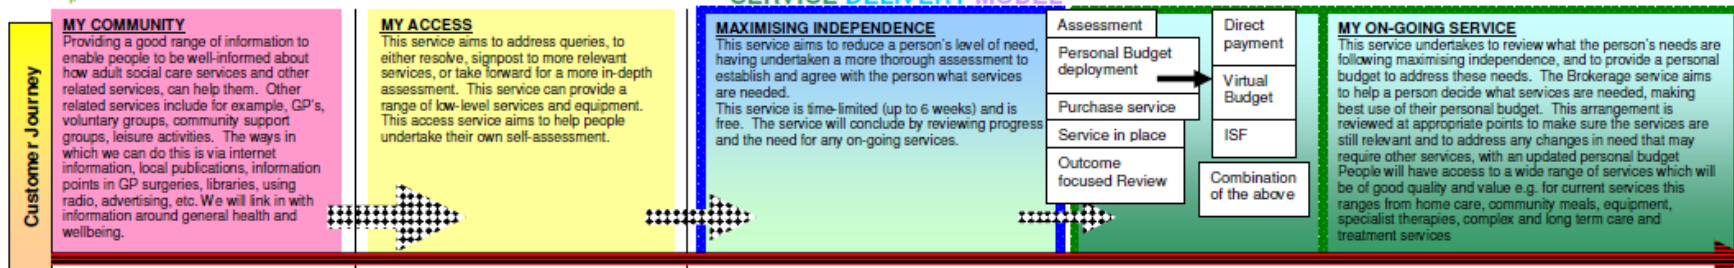 SERVICE DELIVERY MODEL
Customer Journey
MY COMMUNITY
Providing a good range of information to
enable people to be well-informed about
how adult social care services and other
related services, can help them.  Other
related services include for example, GP's,
voluntary groups, community support
groups, leisure activities.  The ways in
which we can do this is via internet
information, local publications, information
points in GP surgeries, libraries, using
radio, advertising, etc. We will link in with
information around general health and
wellbeing.
MY ACCESS
This service aims to address queries, to
either resolve, signpost to more relevant
services, or take forward for a more in-depth
assessment.  This service can provide a
range of low-level services and equipment.
This access service aims to help people
undertake their own self-assessment.
MAXIMISING INDEPENDENCE
This service aims to reduce a person's level of need,
having undertaken a more thorough assessment to
establish and agree with the person what services
are needed.
This service is time-limited (up to 6 weeks) and is
free.  The service will conclude by reviewing progress
and the need for any on-going services.
Assessment
Personal Budget
deployment
Purchase service
Service in place
Outcome
focused Review
Direct
payment
Virtual
Budget
ISF
Combination
of the above
MY ON-GOING SERVICE
This service undertakes to review what the person's needs are
following maximising independence, and to provide a personal
budget to address these needs.  The Brokerage service aims
to help a person decide what services are needed, making
best use of their personal budget.  This arrangement is
reviewed at appropriate points to make sure the services are
still relevant and to address any changes in need that may
require other services, with an updated personal budget
People will have access to a wide range of services which will
be of good quality and value e.g. for current services this
ranges from home care, community meals, equipment,
specialist therapies, complex and long term care and
treatment services